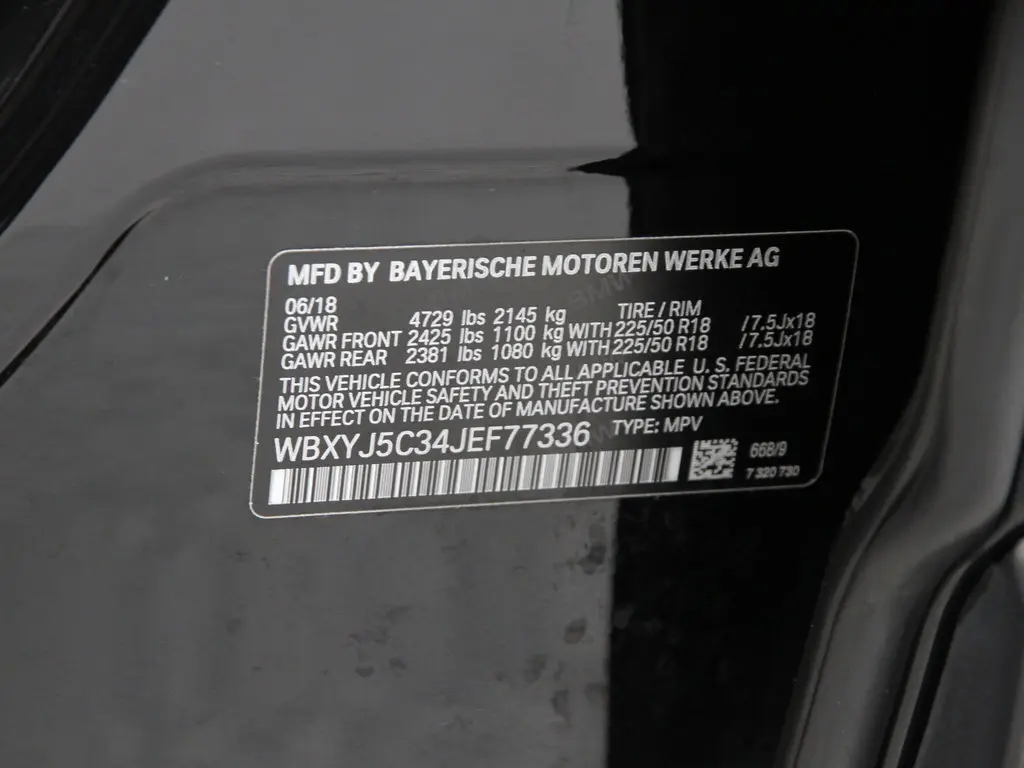 MFD BY BAYERISCHE MOTOREN WERKE AG
06/18 TIRE / RIM
GVWR 4729 lbs 2145 kg
GAWR FRONT 2425 lbs 1100 kg WITH 225/50 R18 /7.5Jx18
GAWR REAR 2381 lbs 1080 kg WITH 225/50 R18 /7.5Jx18
THIS VEHICLE CONFORMS TO ALL APPLICABLE U.S. FEDERAL
MOTOR VEHICLE SAFETY AND THEFT PREVENTION STANDARDS
IN EFFECT ON THE DATE OF MANUFACTURE SHOWN ABOVE.
WBXYJ5C34JEF77336 TYPE: MPV
668/9
7 320 730